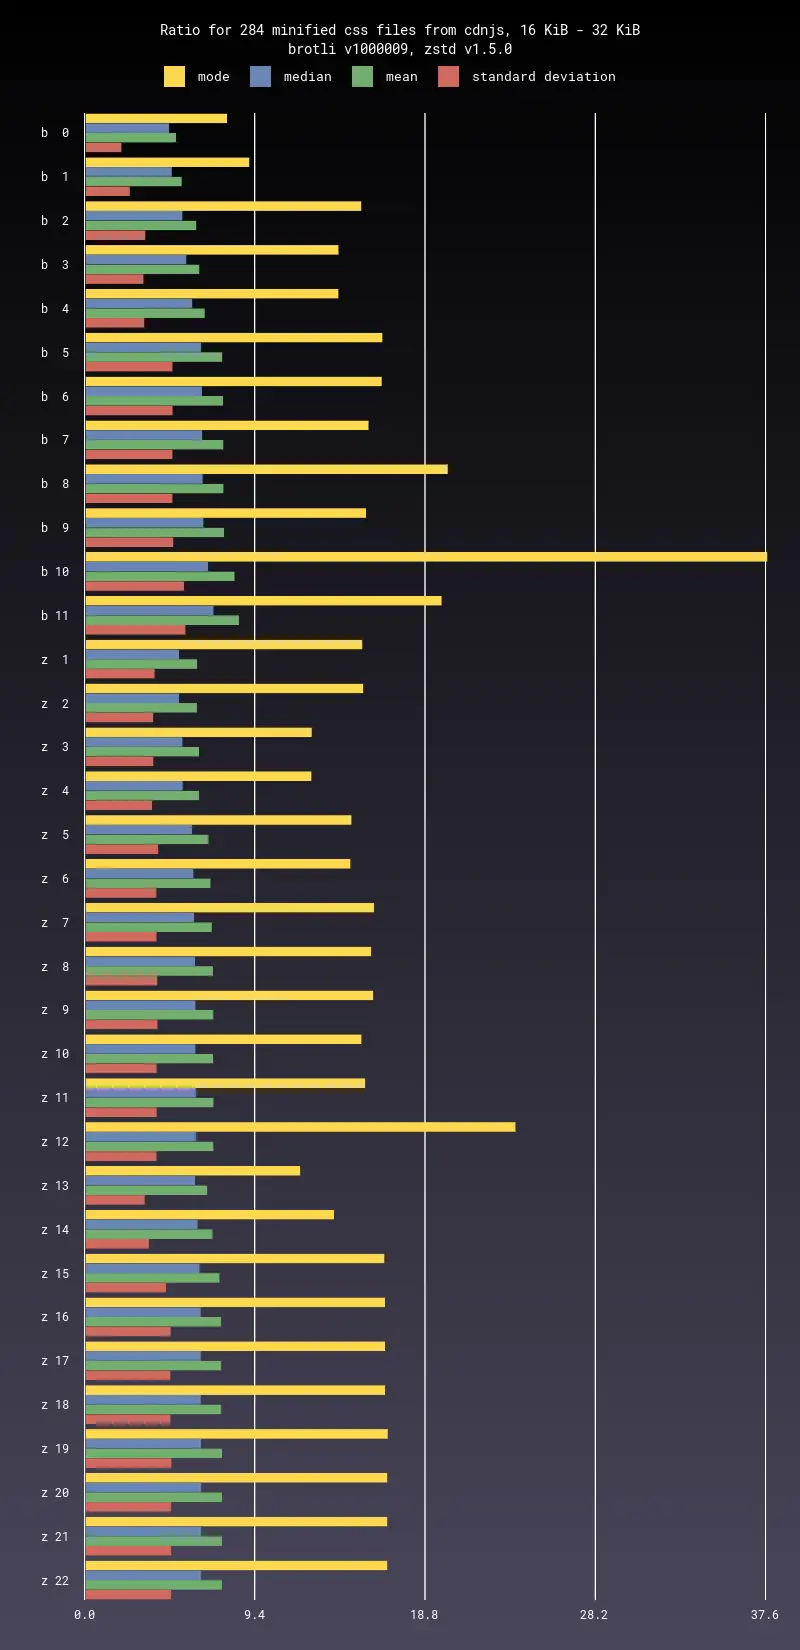 Ratio for 284 minified css files from cdnjs, 16 KiB - 32 KiB
brotli v1000009, zstd v1.5.0
mode median mean standard deviation
b 0
b 1
b 2
b 3
b 4
b 5
b 6
b 7
b 8
b 9
b 10
b 11
z 1
z 2
z 3
z 4
z 5
z 6
z 7
z 8
z 9
z 10
z 11
z 12
z 13
z 14
z 15
z 16
z 17
z 18
z 19
z 20
z 21
z 22
0.0 9.4 18.8 28.2 37.6